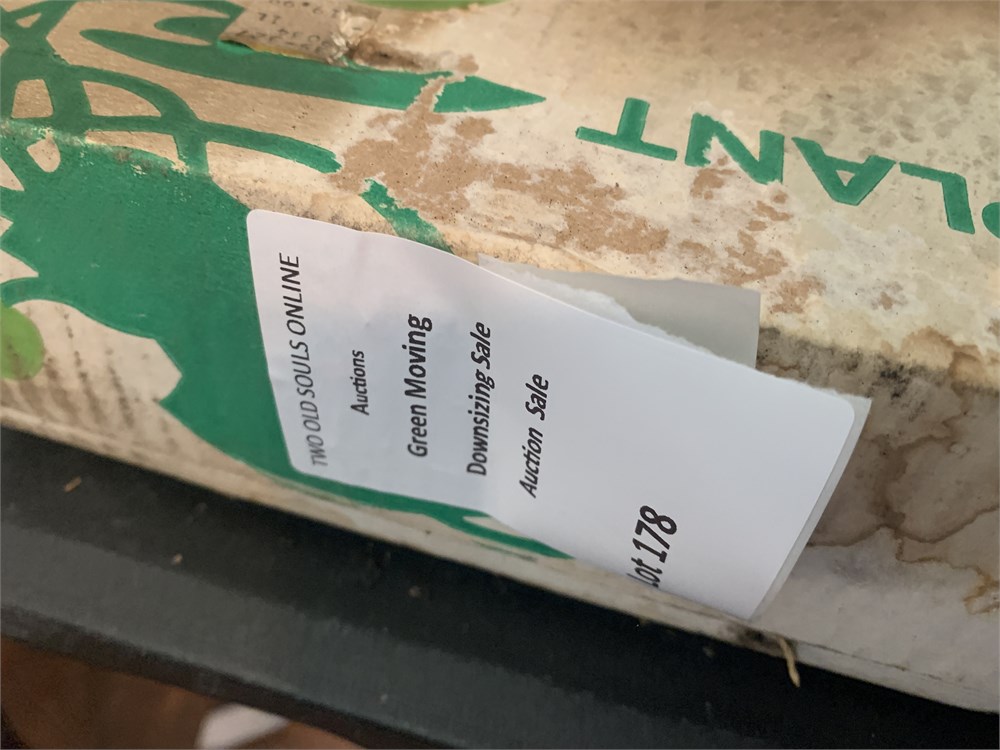 TWO OLD SOULS ONLINE
Auctions
Green Moving
Downsizing Sale
Auction Sale
Lot 178
PLANT